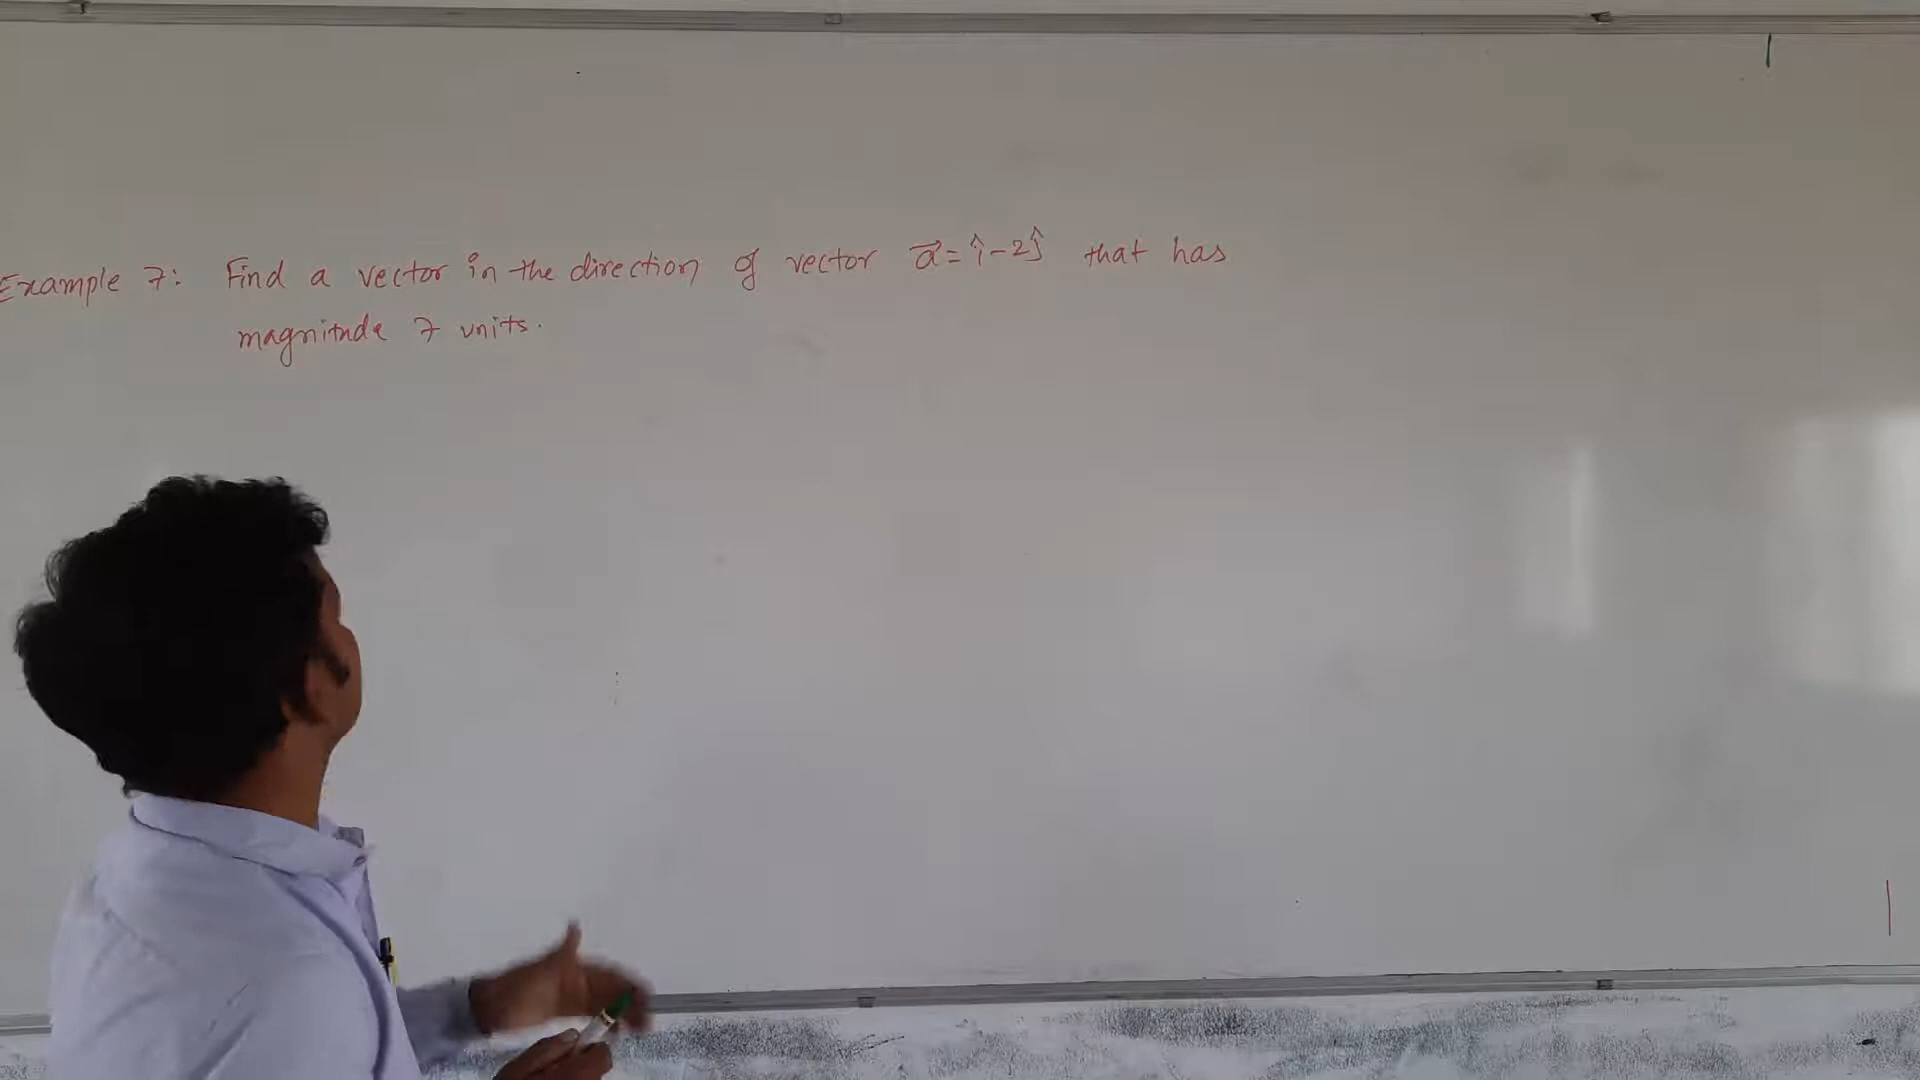 Example 7: Find a vector in the direction of vector a⃗ = î - 2ĵ that has
magnitude 7 units.